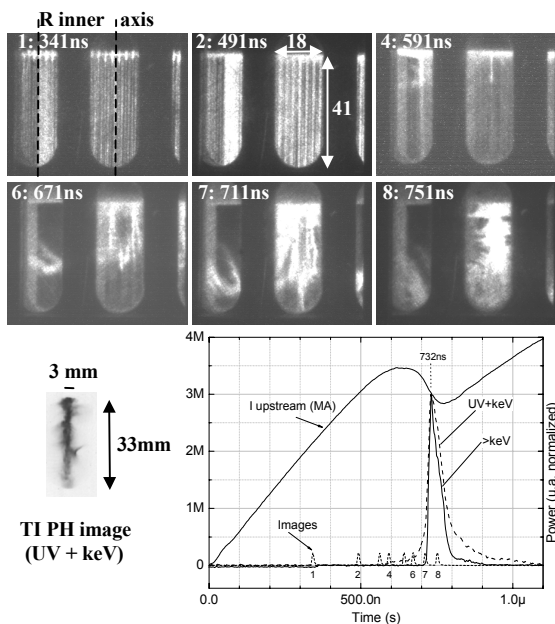 R inner axis
1: 341ns
2: 491ns
18
41
4: 591ns
6: 671ns
7: 711ns
8: 751ns
3 mm
33mm
TI PH image
(UV + keV)
4M
3M
2M
1M
0
732ns
I upstream (MA)
UV+keV
>keV
Images
1 2 4 6 7 8
0.0 500.0n 1.0µ
Time (s)
Power (u.a. normalized)